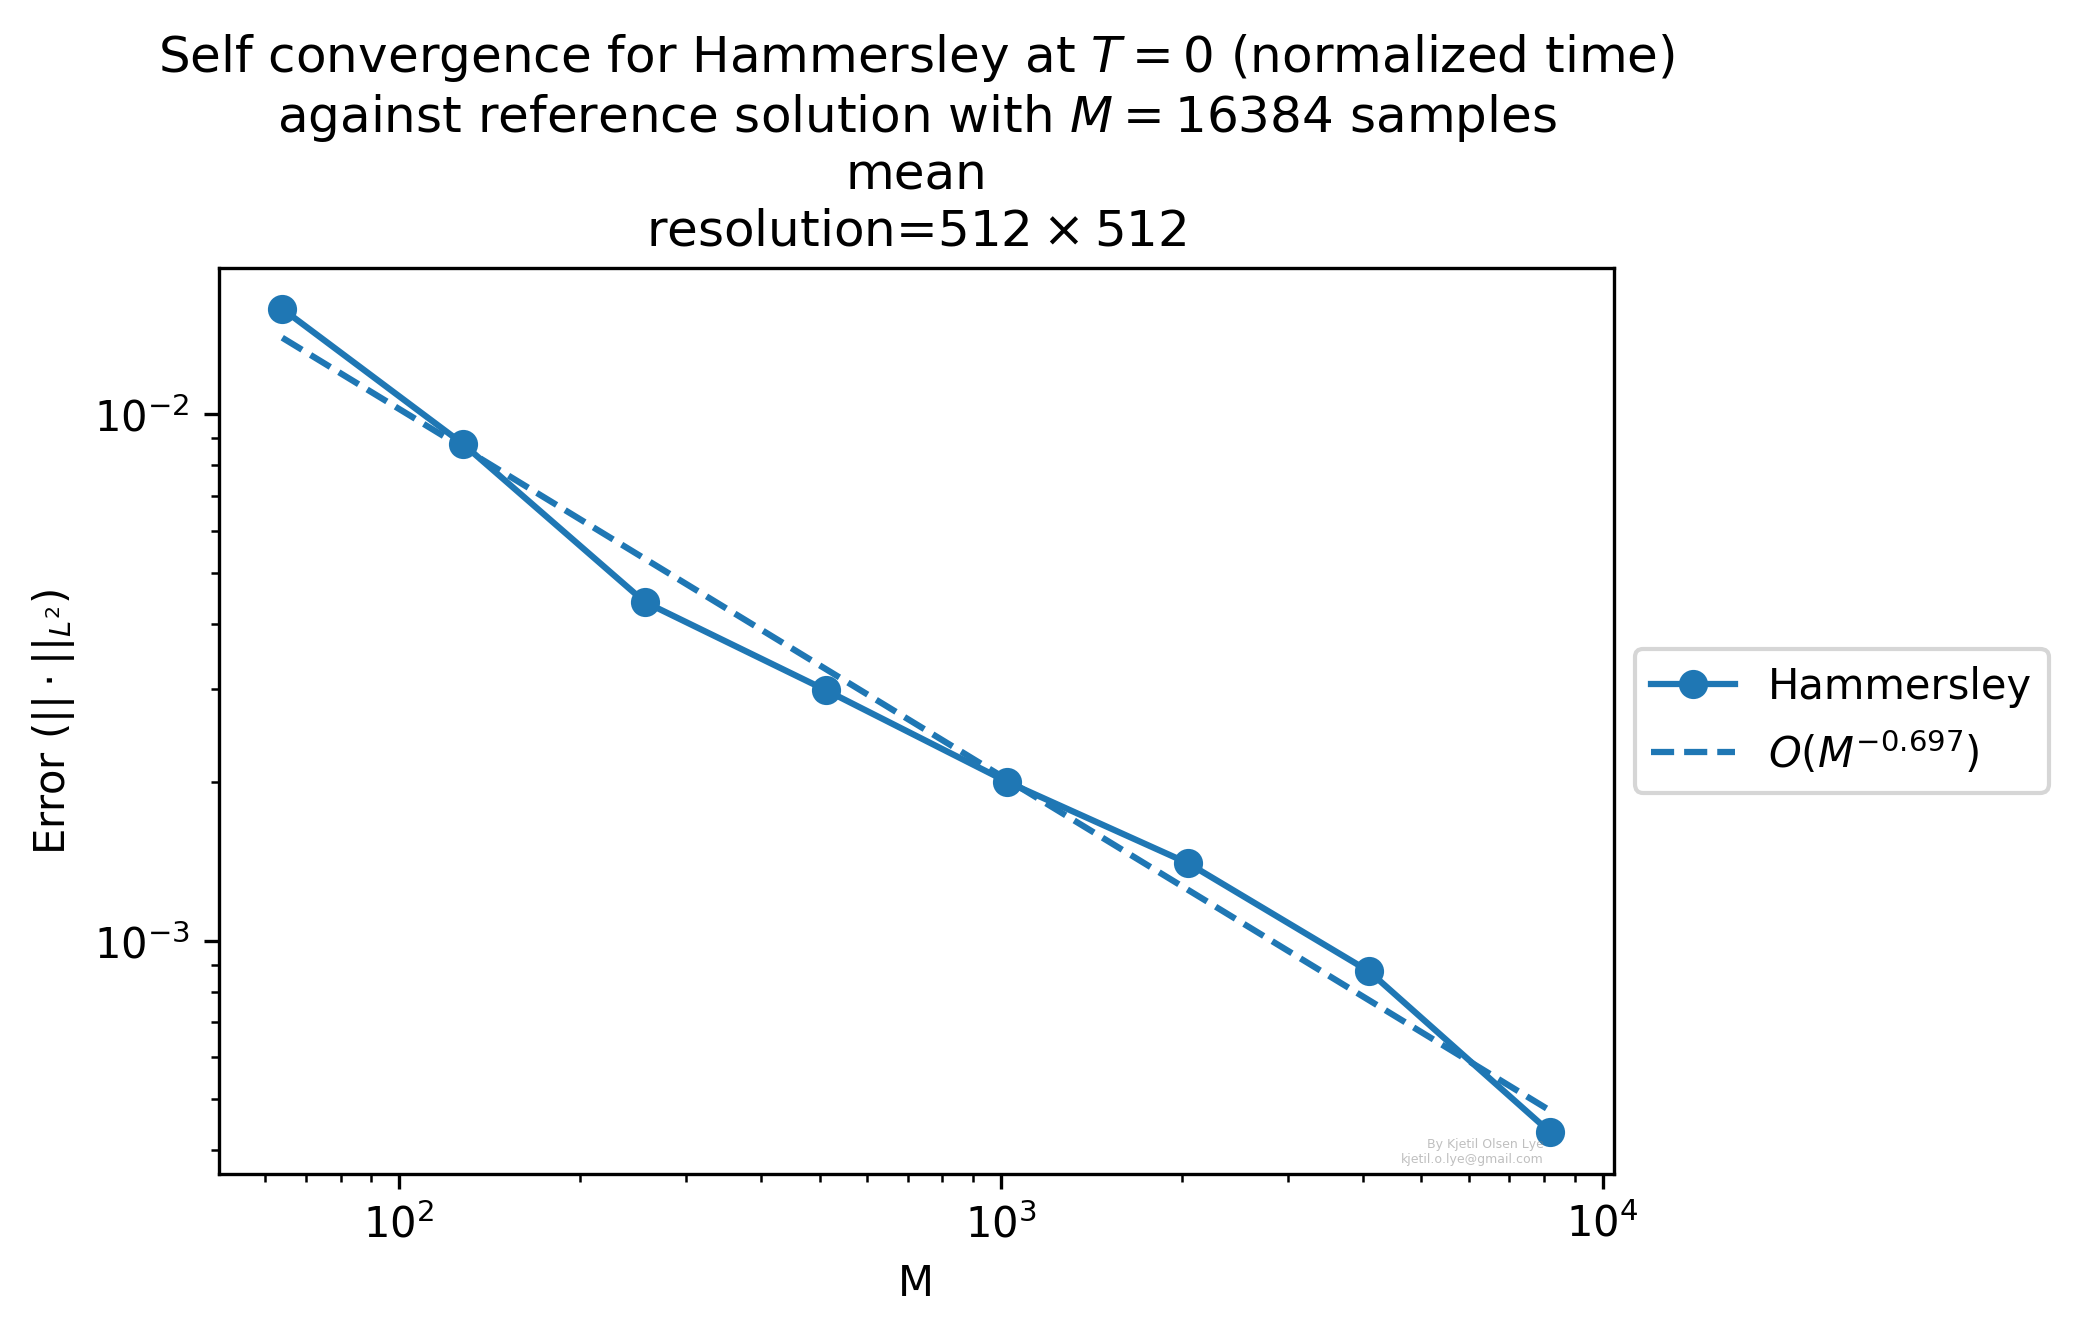 Self convergence for Hammersley at T = 0 (normalized time)
against reference solution with M = 16384 samples
mean
resolution=512 × 512
Error (|| · ||_{L^2})
10^{-2}
10^{-3}
10^2
10^3
10^4
M
Hammersley
O(M^{-0.697})
By Kjetil Olsen Lye
kjetil.o.lye@gmail.com